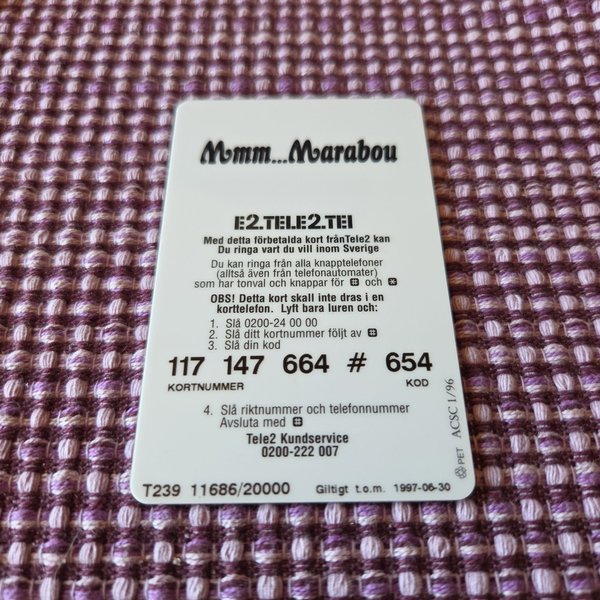 Mmm...Marabou
E2.TELE2.TEl
Med detta förbetalda kort frånTele2 kan
Du ringa vart du vill inom Sverige
Du kan ringa från alla knapptelefoner
(alltså även från telefonautomater)
som har tonval och knappar för # och *
OBS! Detta kort skall inte dras i en
korttelefon. Lyft bara luren och:
1. Slå 0200-24 00 00
2. Slå ditt kortnummer följt av #
3. Slå din kod
117 147 664 # 654
KORTNUMMER KOD
4. Slå riktnummer och telefonnummer
Avsluta med #
Tele2 Kundservice
0200-222 007
T239 11686/20000 Giltigt t.o.m. 1997-06-30
PET ACSC 1/96